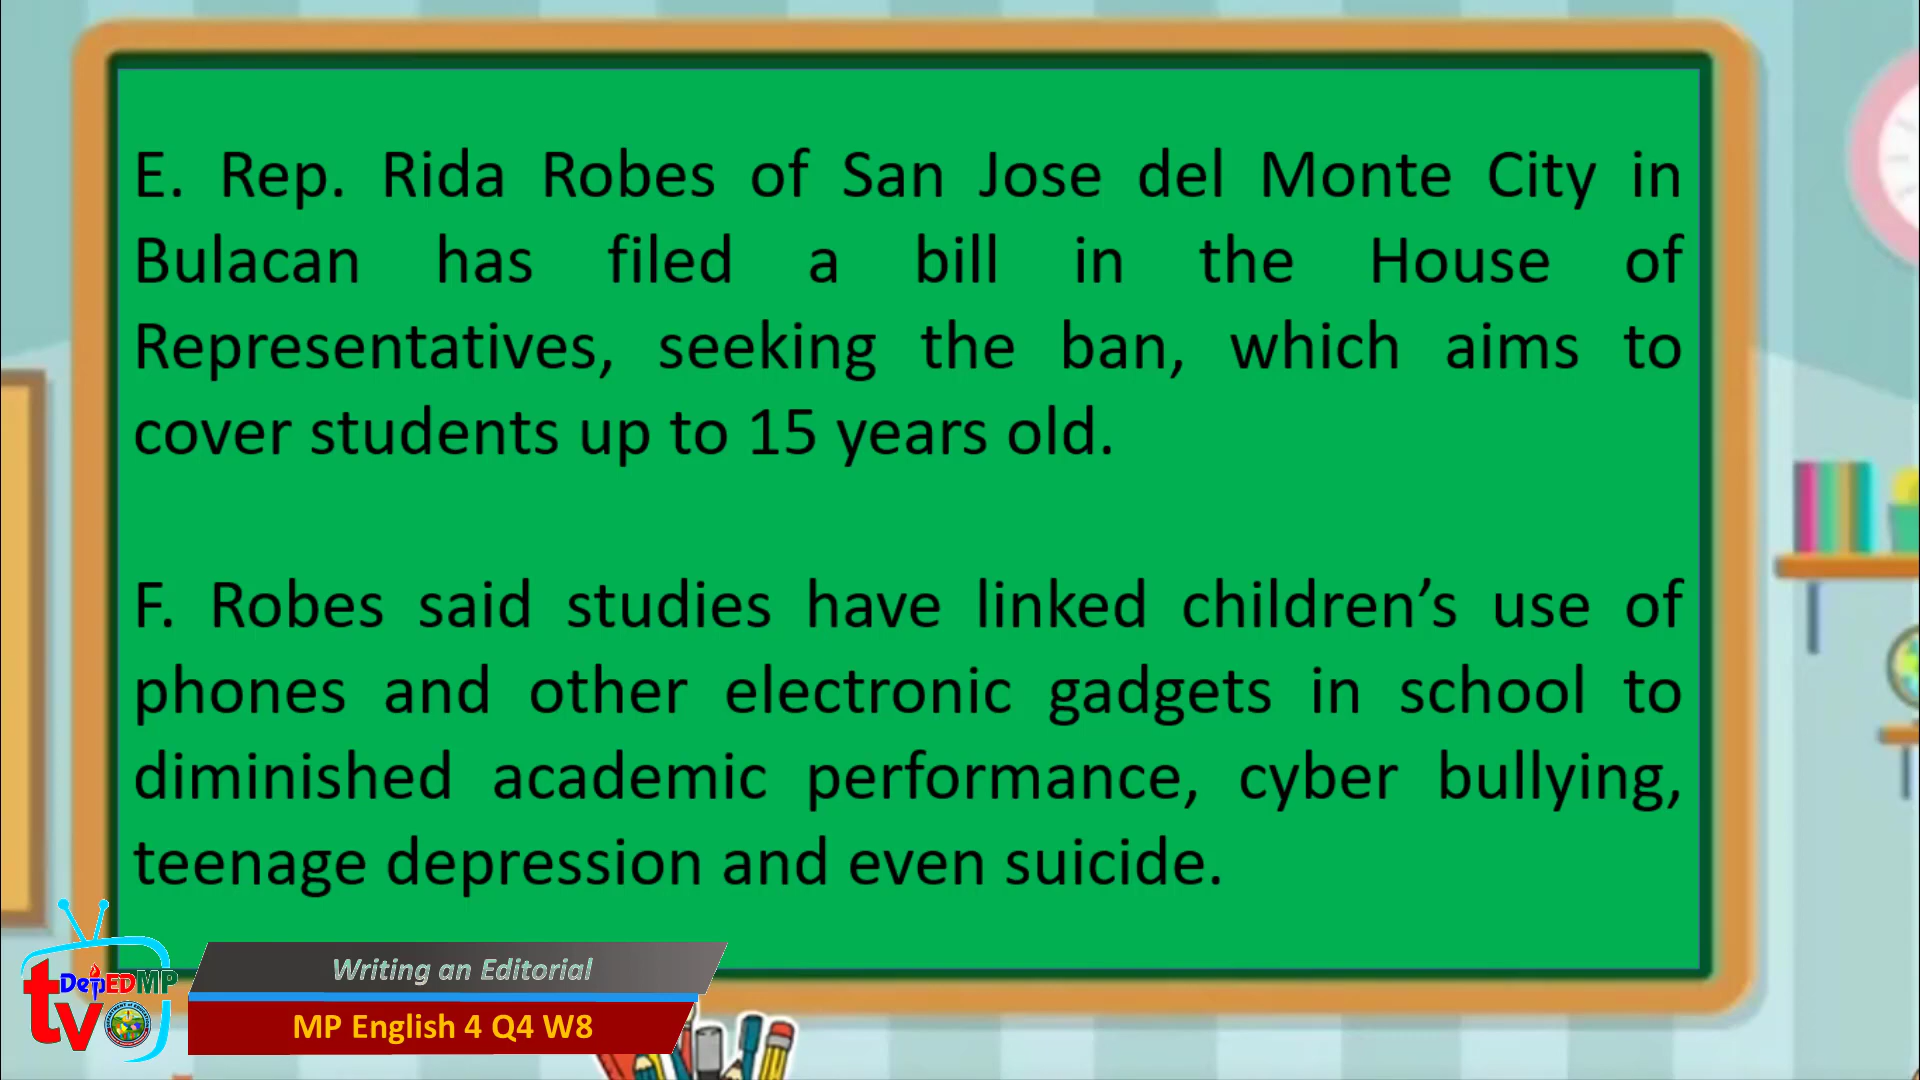 E. Rep. Rida Robes of San Jose del Monte City in
Bulacan has filed a bill in the House of
Representatives, seeking the ban, which aims to
cover students up to 15 years old.
F. Robes said studies have linked children’s use of
phones and other electronic gadgets in school to
diminished academic performance, cyber bullying,
teenage depression and even suicide.
DepEDMP
tv
Writing an Editorial
MP English 4 Q4 W8